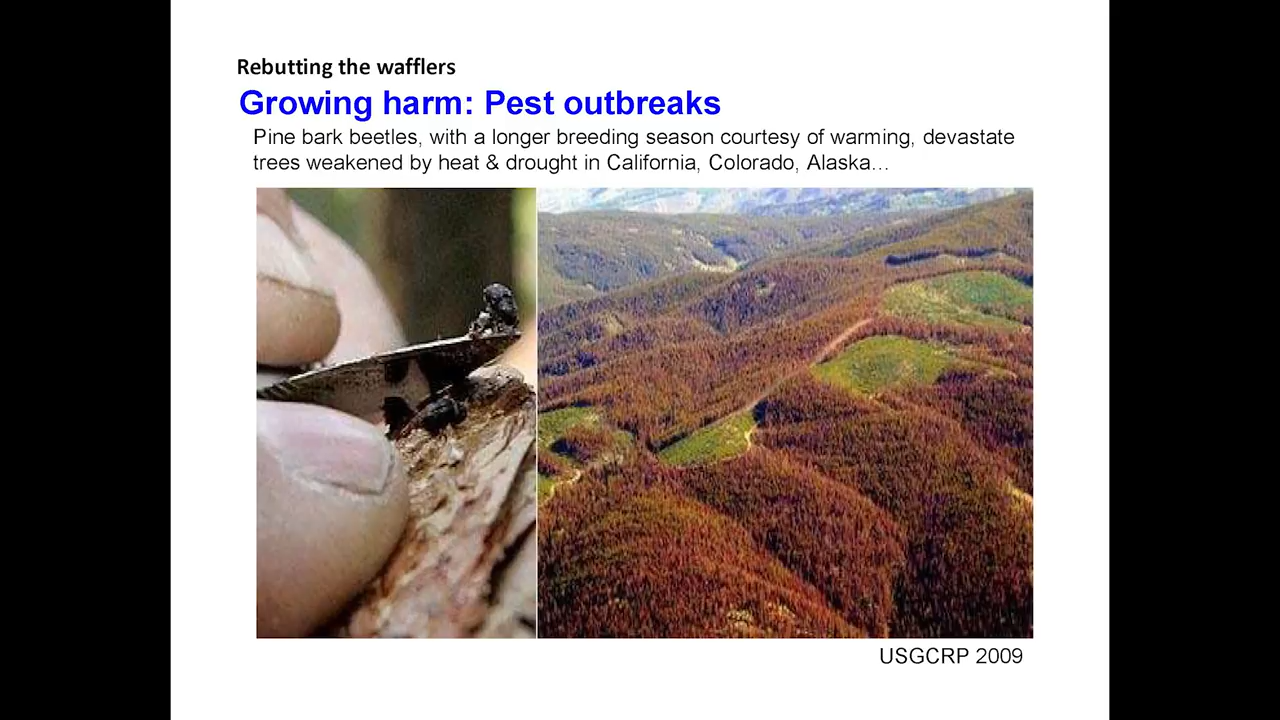 Rebutting the wafflers
Growing harm: Pest outbreaks
Pine bark beetles, with a longer breeding season courtesy of warming, devastate
trees weakened by heat & drought in California, Colorado, Alaska…
USGCRP 2009